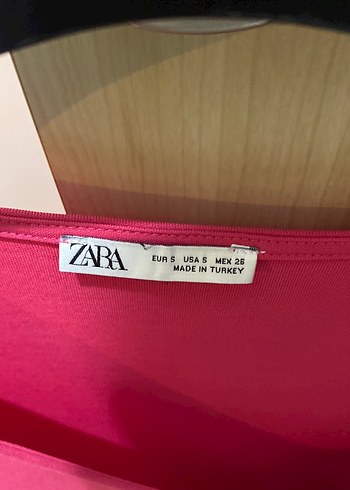 ZARA
EUR S USA S MEX 26
MADE IN TURKEY